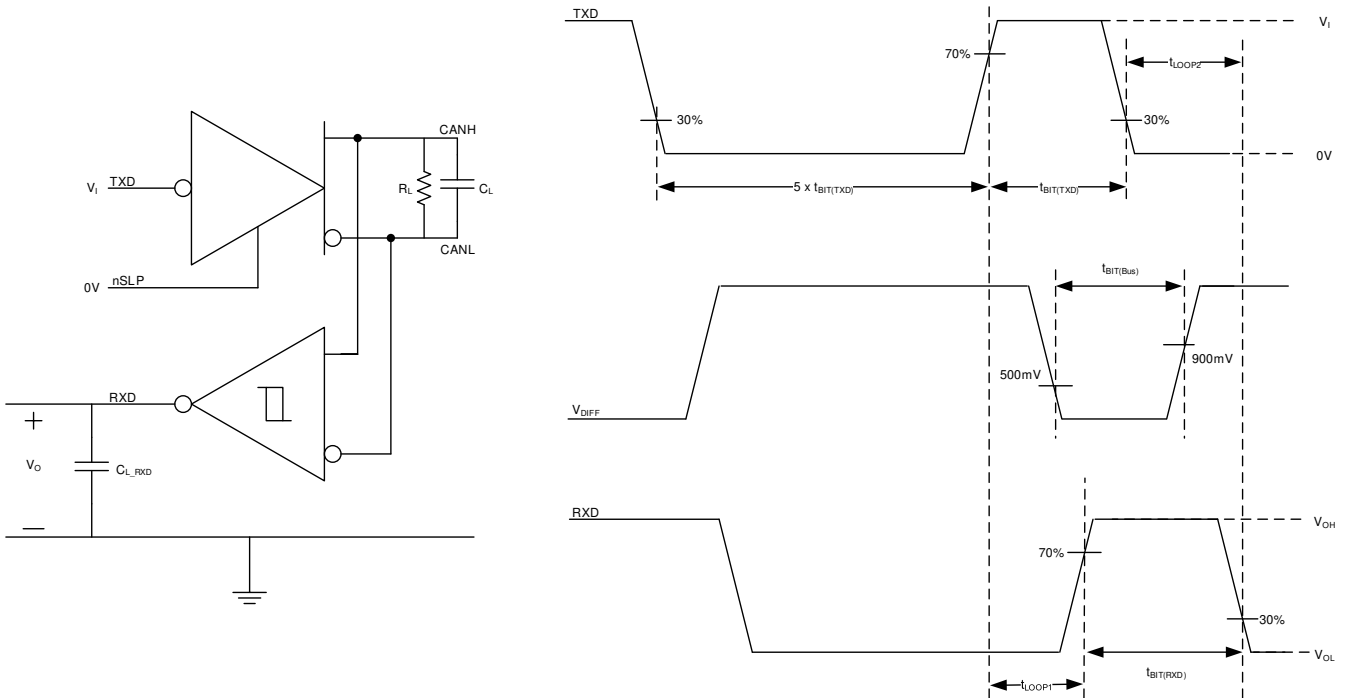 CANH
V_I TXD
R_L
C_L
CANL
0V nSLP
RXD
+
V_O
C_L_RXD
—
TXD
V_I
70%
t_LOOP2
30%
30%
0V
5 x t_BIT(TXD)
t_BIT(TXD)
t_BIT(Bus)
900mV
500mV
V_DIFF
RXD
V_OH
70%
30%
V_OL
t_BIT(RXD)
t_LOOP1